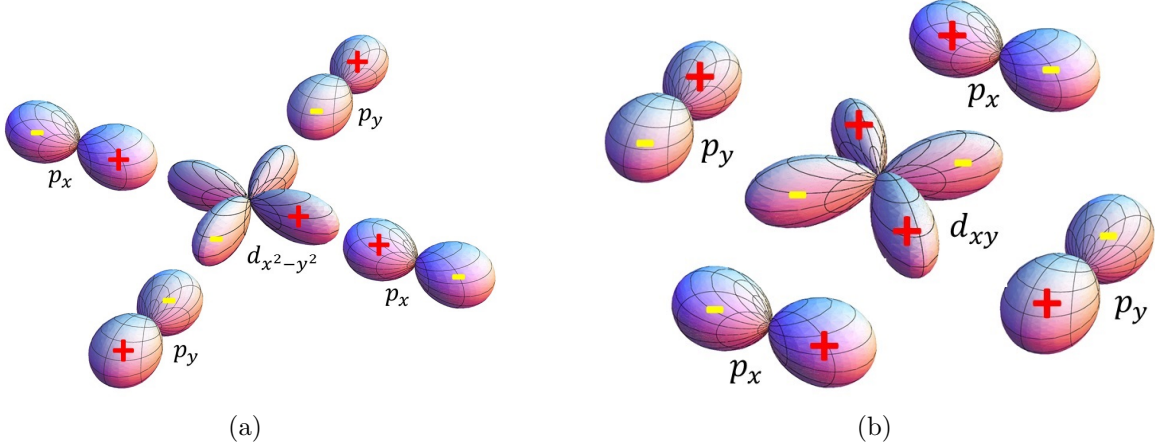 +
p_y
-
-
+
p_x
+
-
d_{x^2-y^2}
+
-
p_x
-
+
p_y
(a)
+
-
p_x
+
-
p_y
+
-
-
+
d_{xy}
-
+
p_y
-
+
p_x
(b)